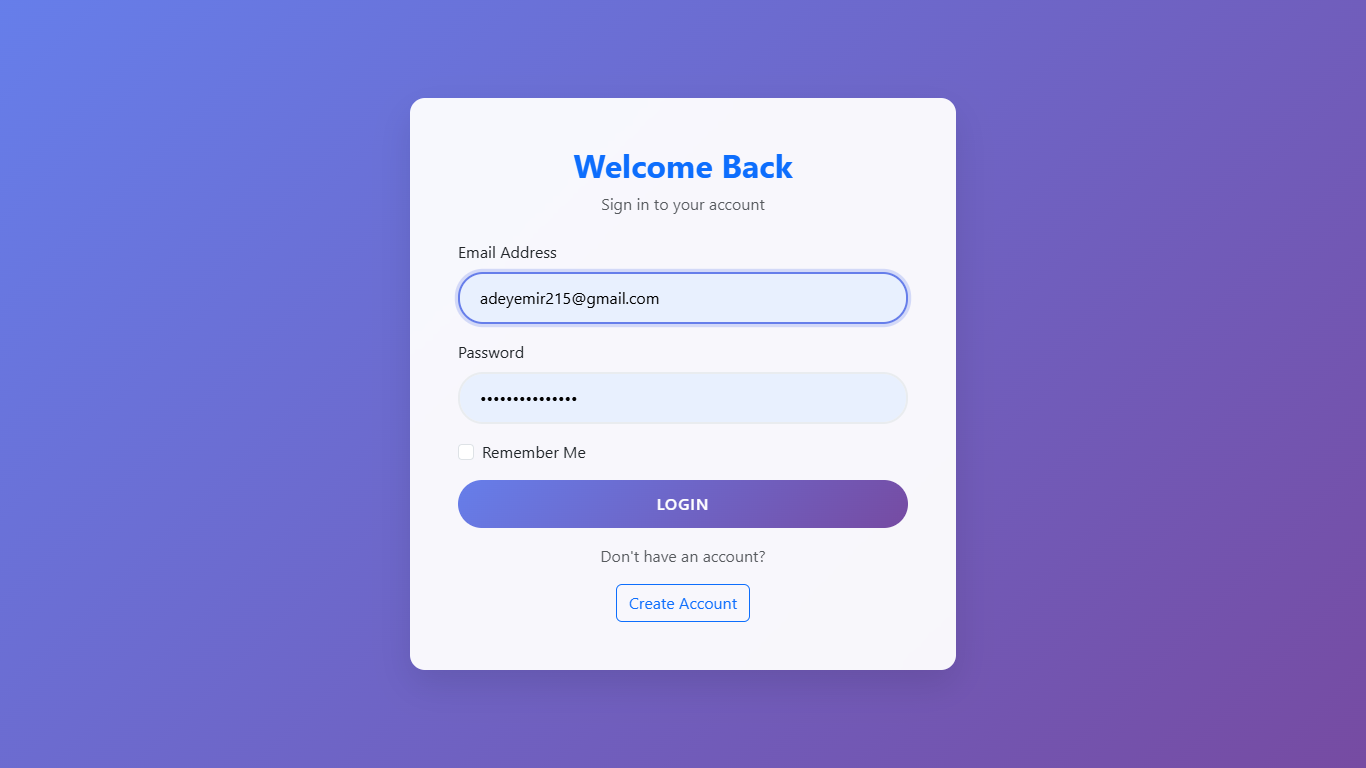 Welcome Back
Sign in to your account
Email Address
adeyemir215@gmail.com
Password
•••••••••••••••
Remember Me
LOGIN
Don't have an account?
Create Account